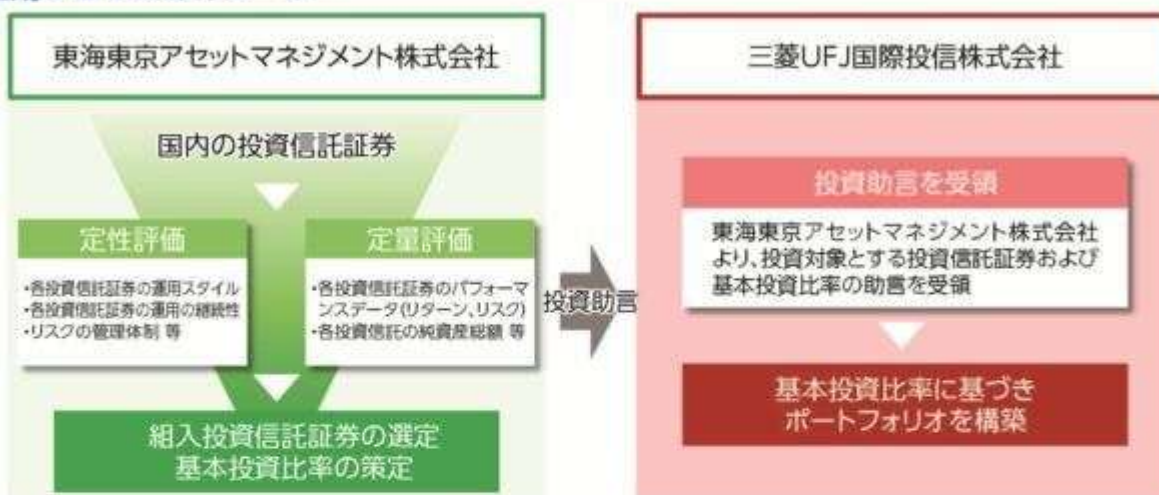 東海東京アセットマネジメント株式会社
国内の投資信託証券
定性評価
・各投資信託証券の運用スタイル
・各投資信託証券の運用の継続性
・リスクの管理体制 等
定量評価
・各投資信託証券のパフォーマ
ンスデータ(リターン、リスク)
・各投資信託の純資産総額 等
組入投資信託証券の選定
基本投資比率の策定
投資助言
三菱UFJ国際投信株式会社
投資助言を受領
東海東京アセットマネジメント株式会社
より、投資対象とする投資信託証券および
基本投資比率の助言を受領
基本投資比率に基づき
ポートフォリオを構築